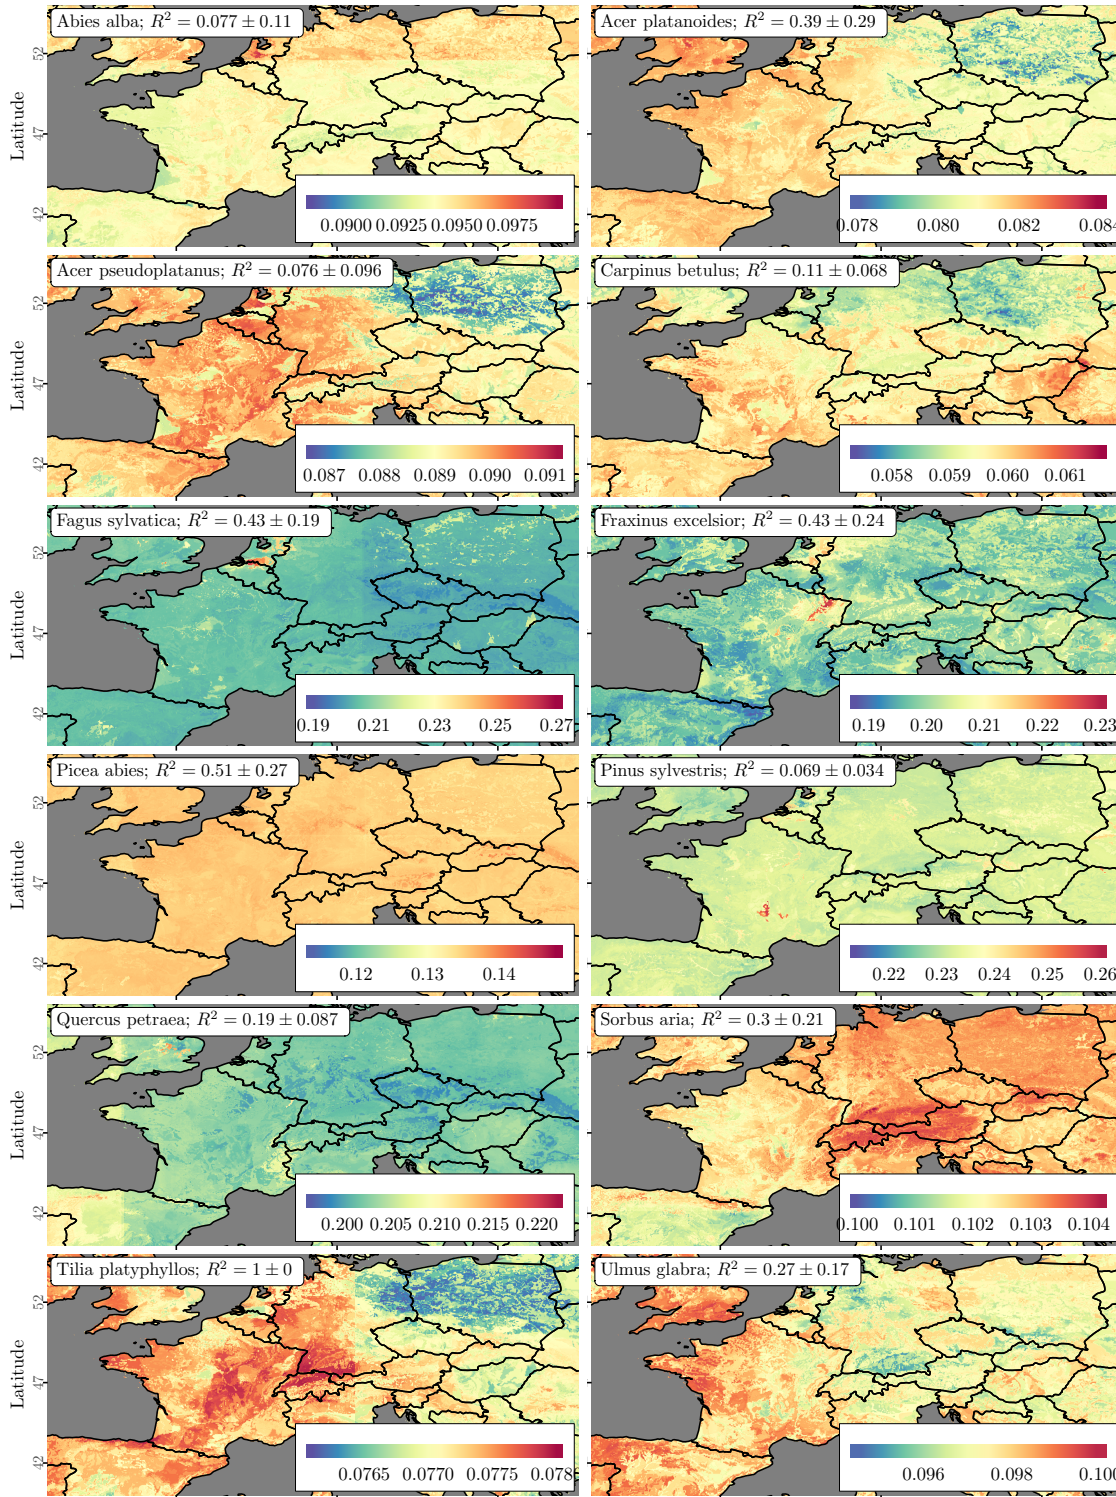 Abies alba; R² = 0.077 ± 0.11
Acer platanoides; R² = 0.39 ± 0.29
Latitude
52
47
42
0.0900 0.0925 0.0950 0.0975
0.078 0.080 0.082 0.084
Acer pseudoplatanus; R² = 0.076 ± 0.096
Carpinus betulus; R² = 0.11 ± 0.068
Latitude
52
47
42
0.087 0.088 0.089 0.090 0.091
0.058 0.059 0.060 0.061
Fagus sylvatica; R² = 0.43 ± 0.19
Fraxinus excelsior; R² = 0.43 ± 0.24
Latitude
52
47
42
0.19 0.21 0.23 0.25 0.27
0.19 0.20 0.21 0.22 0.23
Picea abies; R² = 0.51 ± 0.27
Pinus sylvestris; R² = 0.069 ± 0.034
Latitude
52
47
42
0.12 0.13 0.14
0.22 0.23 0.24 0.25 0.26
Quercus petraea; R² = 0.19 ± 0.087
Sorbus aria; R² = 0.3 ± 0.21
Latitude
52
47
42
0.200 0.205 0.210 0.215 0.220
0.100 0.101 0.102 0.103 0.104
Tilia platyphyllos; R² = 1 ± 0
Ulmus glabra; R² = 0.27 ± 0.17
Latitude
52
47
42
0.0765 0.0770 0.0775 0.078
0.096 0.098 0.100